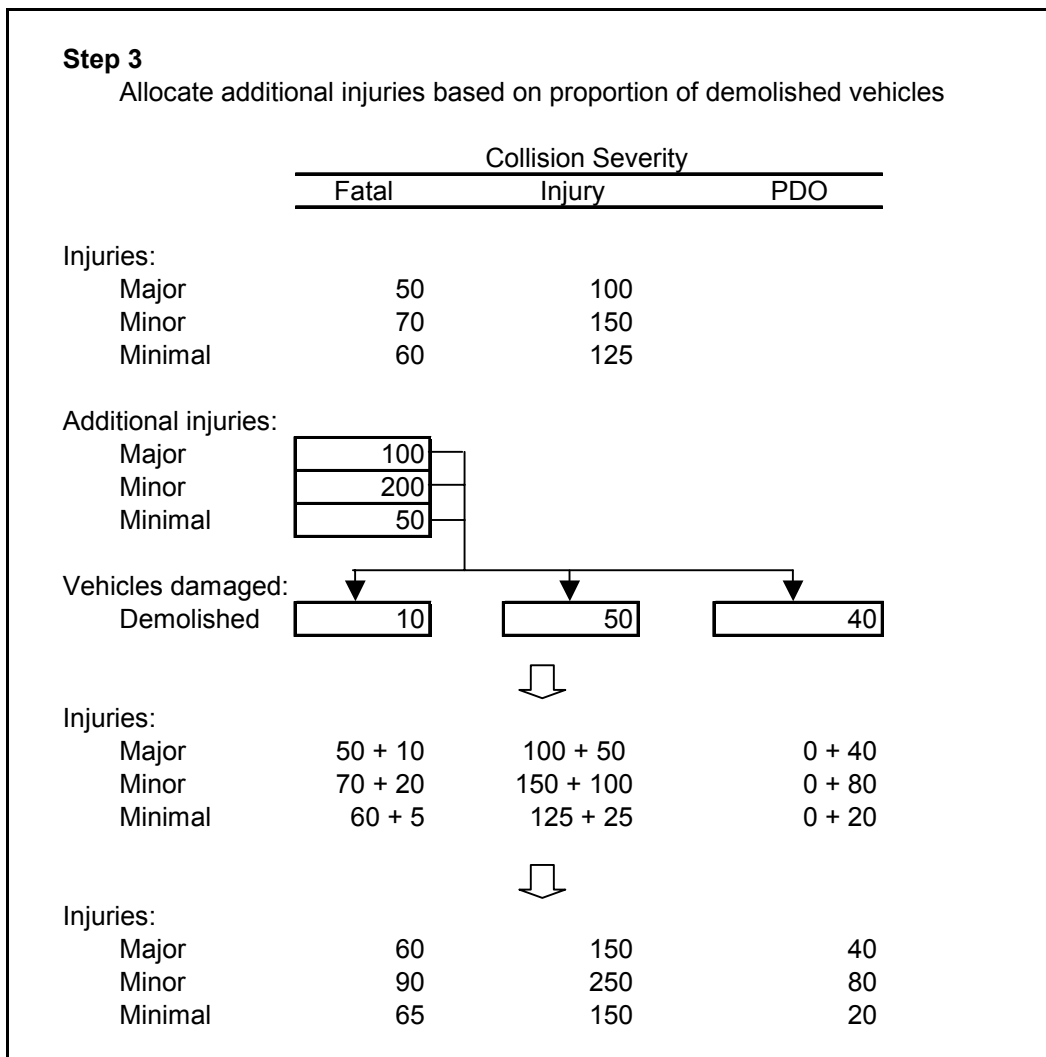 Step 3
Allocate additional injuries based on proportion of demolished vehicles
Collision Severity
Fatal Injury PDO
Injuries:
Major 50 100
Minor 70 150
Minimal 60 125
Additional injuries:
Major 100
Minor 200
Minimal 50
Vehicles damaged:
Demolished 10 50 40
Injuries:
Major 50 + 10 100 + 50 0 + 40
Minor 70 + 20 150 + 100 0 + 80
Minimal 60 + 5 125 + 25 0 + 20
Injuries:
Major 60 150 40
Minor 90 250 80
Minimal 65 150 20